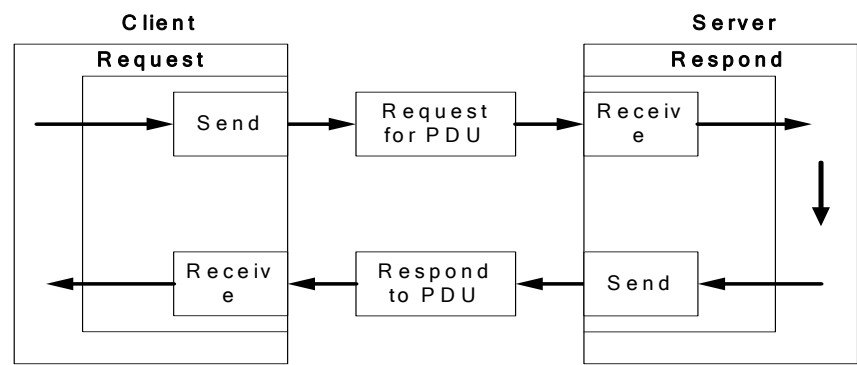 Client
Server
Request
Respond
Send
Request
for PDU
Receiv
e
Receiv
e
Respond
to PDU
Send